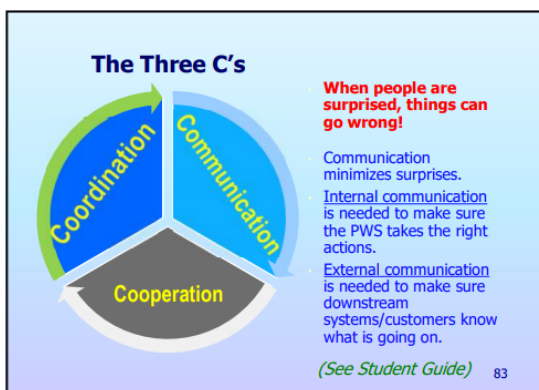 The Three C's
Coordination
Communication
Cooperation
When people are
surprised, things can
go wrong!
Communication
minimizes surprises.
Internal communication
is needed to make sure
the PWS takes the right
actions.
External communication
is needed to make sure
downstream
systems/customers know
what is going on.
(See Student Guide)
83